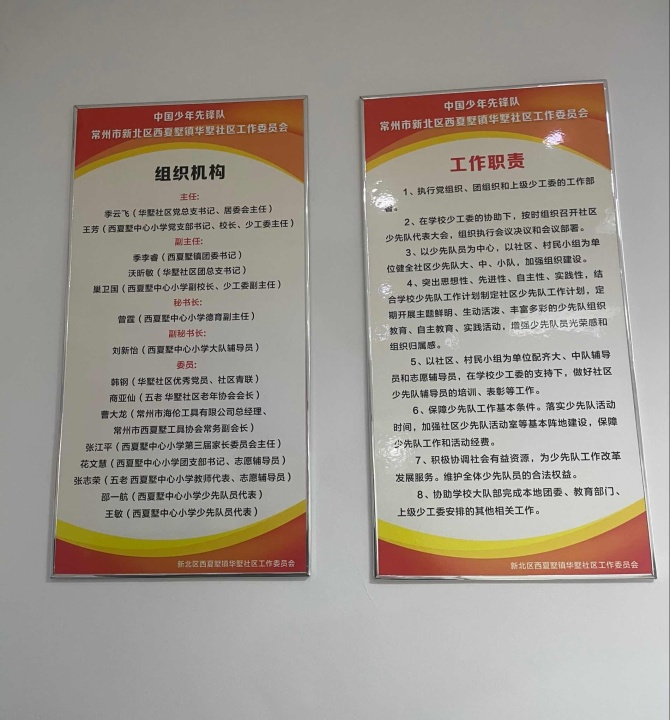 中国少年先锋队
常州市新北区西夏墅镇华墅社区工作委员会
组织机构
主任:
季云飞（华墅社区党总支书记、居委会主任）
王芳（西夏墅中心小学党支部书记、校长、少工委主任）
副主任:
季李睿（西夏墅镇团委书记）
沃昕敏（华墅社区团总支书记）
巢卫国（西夏墅中心小学副校长、少工委副主任）
秘书长:
曾霆（西夏墅中心小学德育副主任）
副秘书长:
刘新怡（西夏墅中心小学大队辅导员）
委员:
韩钢（华墅社区优秀党员、社区青联）
商亚仙（五老 华墅社区老年协会会长）
曹大龙（常州市海伦工具有限公司总经理、
常州市西夏墅工具协会常务副会长）
张江平（西夏墅中心小学第三届家长委员会主任）
花文慧（西夏墅中心小学团支部书记、志愿辅导员）
张志荣（五老 西夏墅中心小学教师代表、志愿辅导员）
邵一航（西夏墅中心小学少先队员代表）
王敏（西夏墅中心小学少先队员代表）
新北区西夏墅镇华墅社区工作委员会
中国少年先锋队
常州市新北区西夏墅镇华墅社区工作委员会
工作职责
1、执行党组织、团组织和上级少工委的工作部
署。
2、在学校少工委的协助下，按时组织召开社区
少先队代表大会，组织执行会议决议和会议部署。
3、以少先队员为中心，以社区、村民小组为单
位健全社区少先队大、中、小队，加强组织建设。
4、突出思想性、先进性、自主性、实践性，结
合学校少先队工作计划制定社区少先队工作计划，定
期开展主题鲜明、生动活泼、丰富多彩的少先队组织
教育、自主教育、实践活动，增强少先队员光荣感和
组织归属感。
5、以社区、村民小组为单位配齐大、中队辅导
员和志愿辅导员，在学校少工委的支持下，做好社区
少先队辅导员的培训、表彰等工作。
6、保障少先队工作基本条件。落实少先队活动
时间，加强社区少先队活动室等基本阵地建设，保障
少先队工作和活动经费。
7、积极协调社会有益资源，为少先队工作改革
发展服务。维护全体少先队员的合法权益。
8、协助学校大队部完成本地团委、教育部门、
上级少工委安排的其他相关工作。
新北区西夏墅镇华墅社区工作委员会